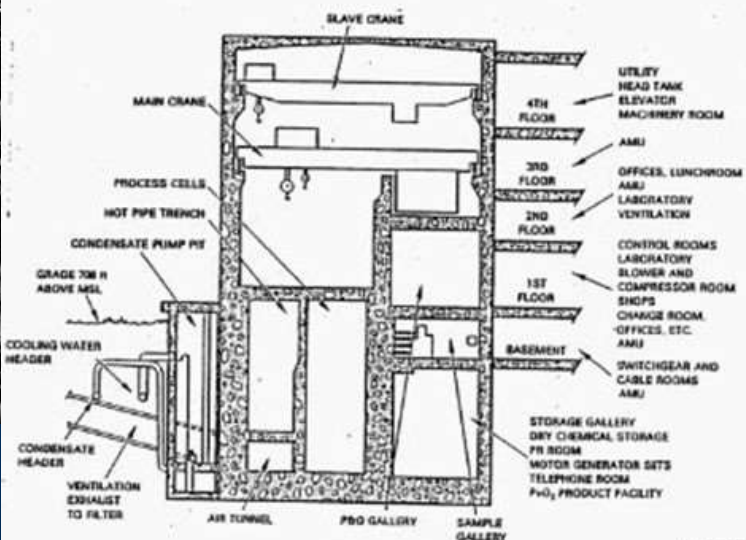 SLAVE CRANE
MAIN CRANE
PROCESS CELLS
HOT PIPE TRENCH
CONDENSATE PUMP PIT
GRADE 708 ft
ABOVE MSL
COOLING WATER
HEADER
CONDENSATE
HEADER
VENTILATION
EXHAUST
TO FILTER
AIR TUNNEL
P&O GALLERY
SAMPLE
GALLERY
4TH
FLOOR
3RD
FLOOR
2ND
FLOOR
1ST
FLOOR
BASEMENT
UTILITY
HEAD TANK
ELEVATOR
MACHINERY ROOM
AMU
OFFICES, LUNCHROOM
AMU
LABORATORY
VENTILATION
CONTROL ROOMS
LABORATORY
BLOWER AND
COMPRESSOR ROOM
SHOPS
CHANGE ROOM,
OFFICES, ETC.
AMU
SWITCHGEAR AND
CABLE ROOMS
AMU
STORAGE GALLERY
DRY CHEMICAL STORAGE
PR ROOM
MOTOR GENERATOR SETS
TELEPHONE ROOM
PuO₂ PRODUCT FACILITY